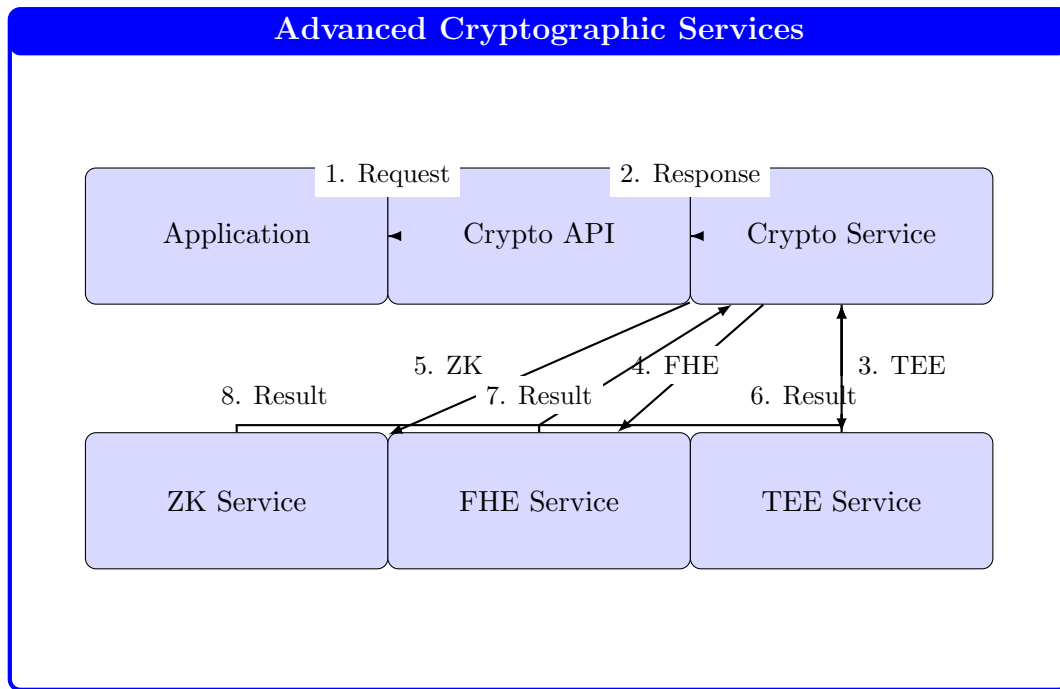 Advanced Cryptographic Services
1. Request
2. Response
Application
Crypto API
Crypto Service
5. ZK
4. FHE
3. TEE
8. Result
7. Result
6. Result
ZK Service
FHE Service
TEE Service